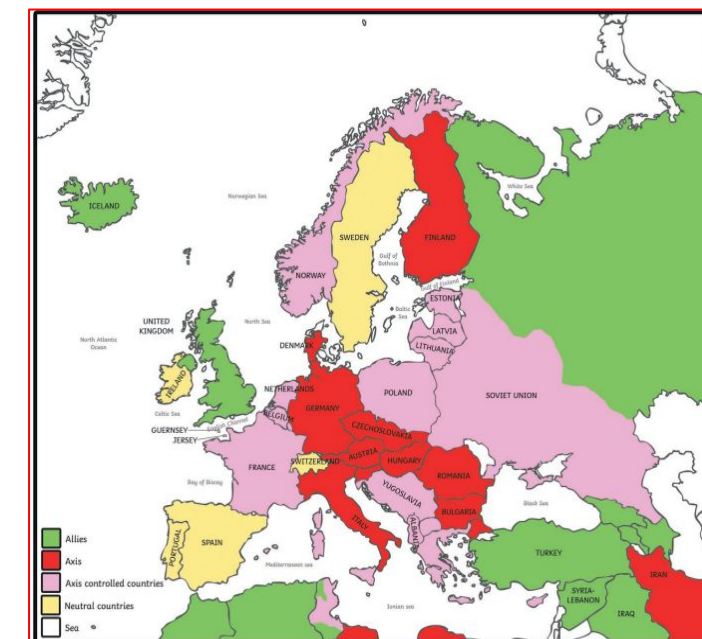 ICELAND
Norwegian Sea
White Sea
SWEDEN
FINLAND
NORWAY
Gulf of
Bothnia
Gulf of Finland
ESTONIA
Baltic
Sea
LATVIA
LITHUANIA
UNITED
KINGDOM
North Sea
North Atlantic
Ocean
DENMARK
IRELAND
NETHERLANDS
POLAND
SOVIET UNION
GERMANY
BELGIUM
Celtic Sea
English Channel
GUERNSEY
JERSEY
CZECHOSLOVAKIA
FRANCE
SWITZERLAND
AUSTRIA
HUNGARY
ROMANIA
Bay of Biscay
YUGOSLAVIA
Black Sea
ITALY
BULGARIA
ALBANIA
PORTUGAL
SPAIN
TURKEY
Mediterranean sea
IRAN
SYRIA-
LEBANON
IRAQ
Ionian sea
Allies
Axis
Axis controlled countries
Neutral countries
Sea